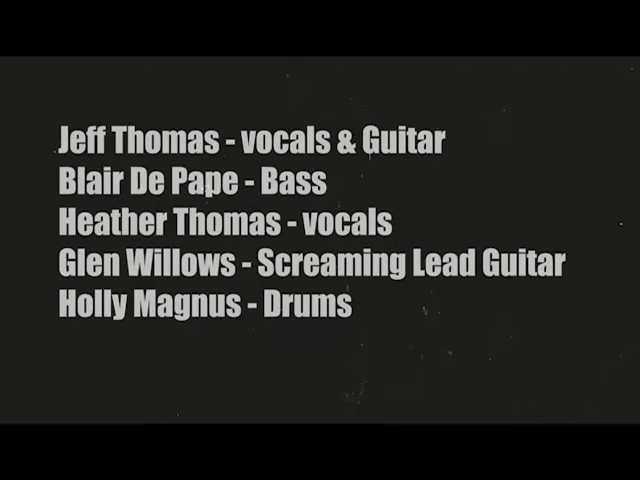 Jeff Thomas - vocals & Guitar
Blair De Pape - Bass
Heather Thomas - vocals
Glen Willows - Screaming Lead Guitar
Holly Magnus - Drums